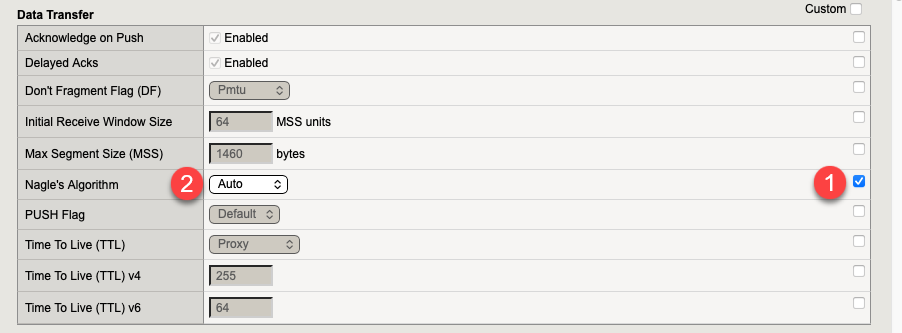 Data Transfer Custom
Acknowledge on Push Enabled
Delayed Acks Enabled
Don't Fragment Flag (DF) Pmtu
Initial Receive Window Size 64 MSS units
Max Segment Size (MSS) 1460 bytes
Nagle's Algorithm 2 Auto 1
PUSH Flag Default
Time To Live (TTL) Proxy
Time To Live (TTL) v4 255
Time To Live (TTL) v6 64